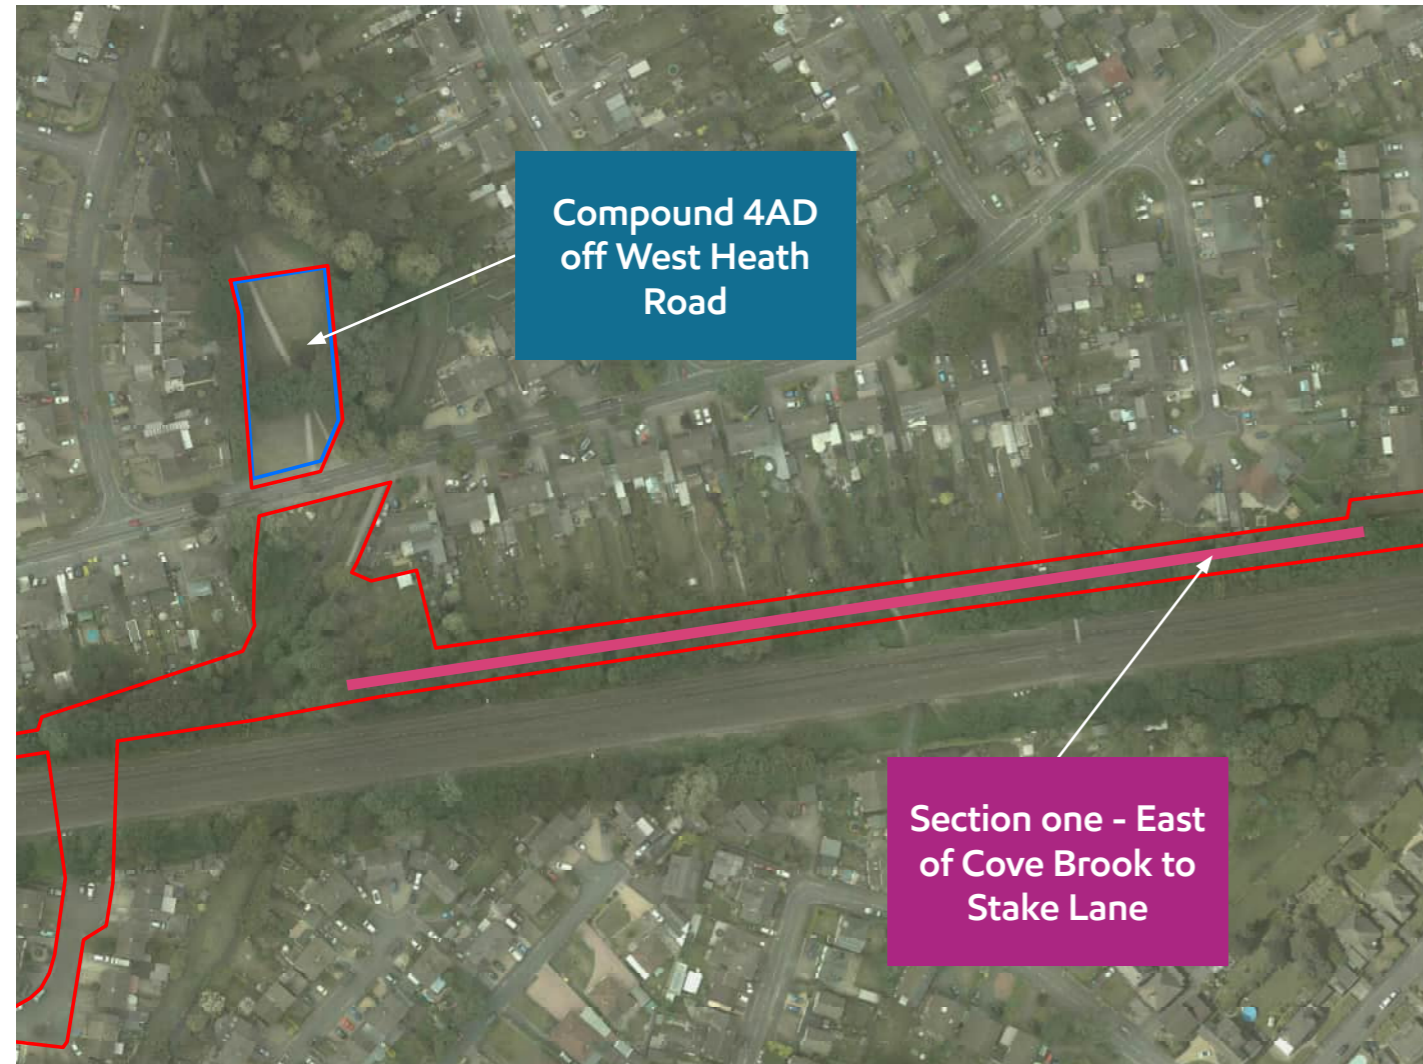 Compound 4AD
off West Heath
Road
Section one - East
of Cove Brook to
Stake Lane